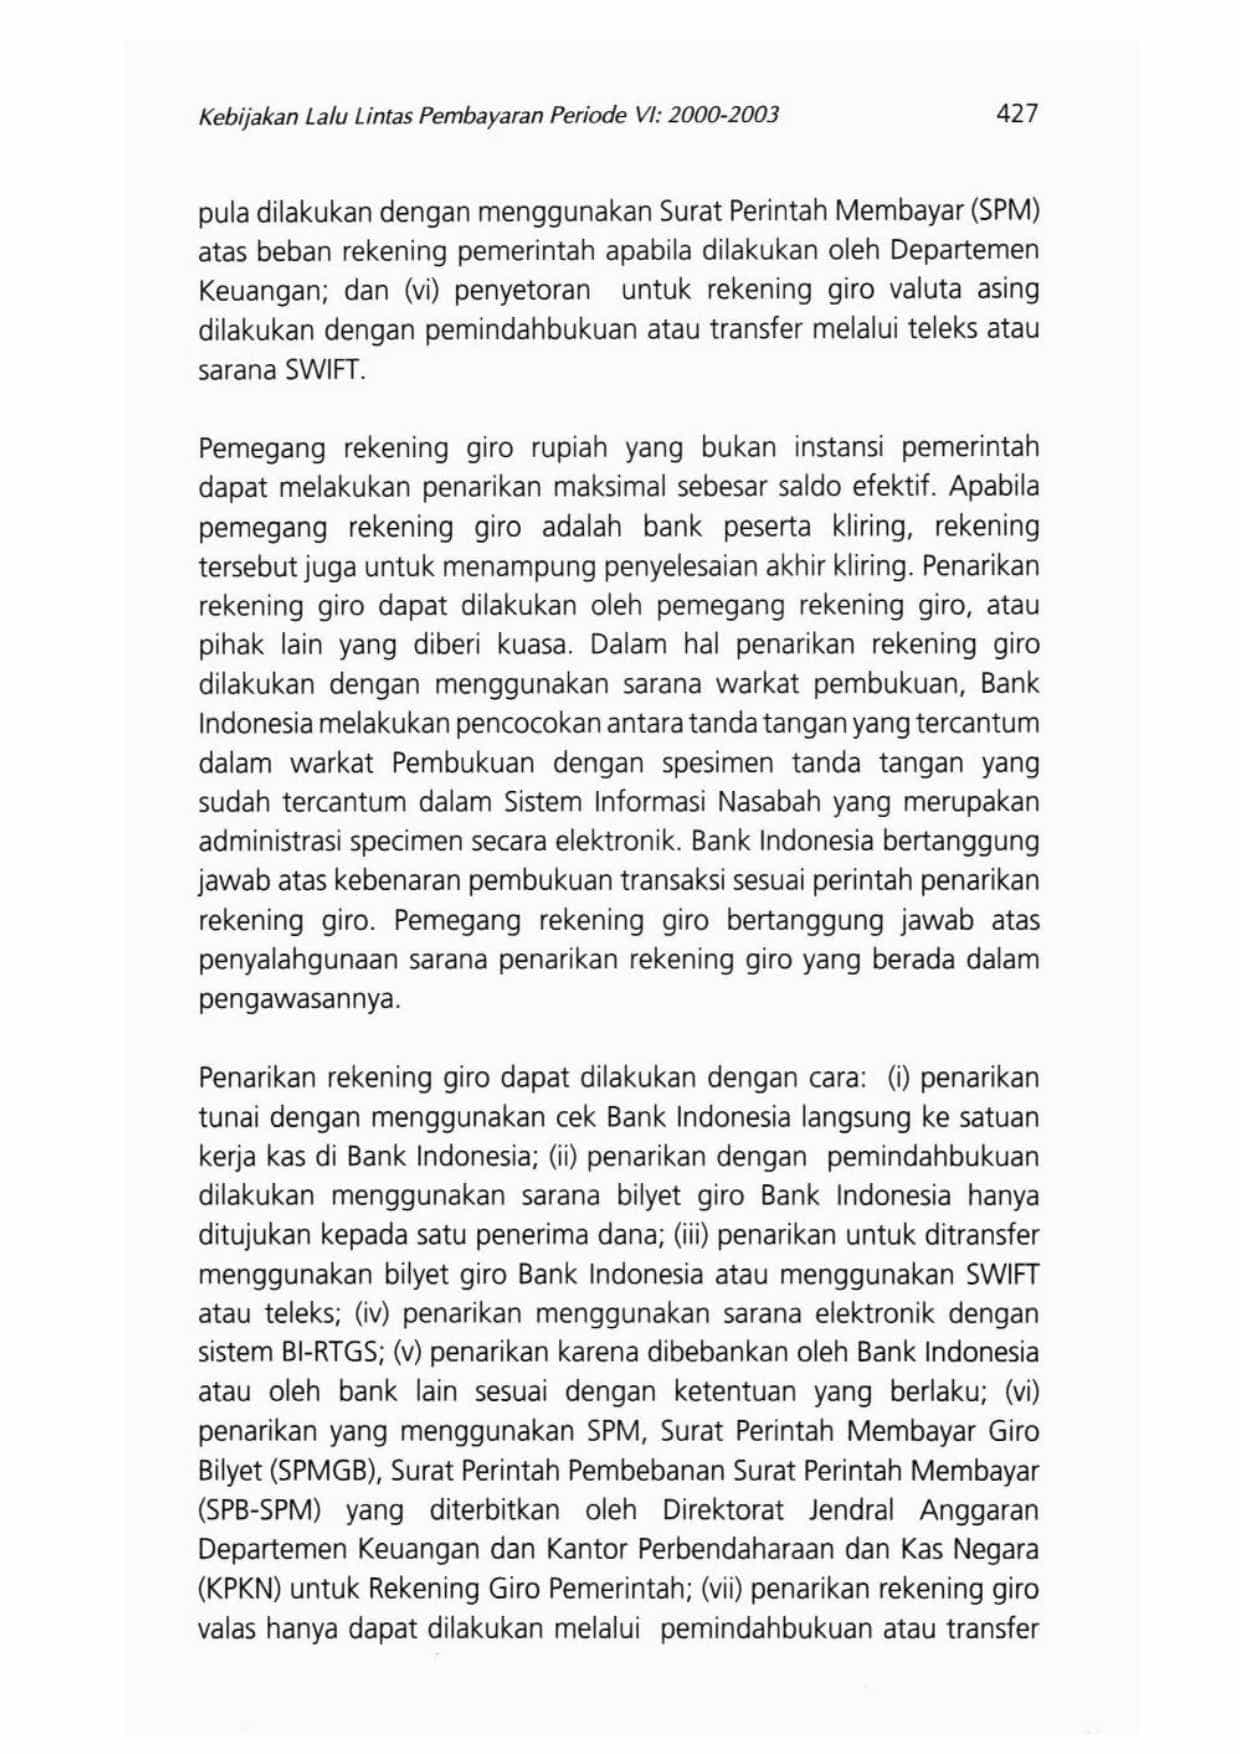 Kebijakan Lalu Lintas Pembayaran Periode VI: 2000-2003 427
pula dilakukan dengan menggunakan Surat Perintah Membayar (SPM)
atas beban rekening pemerintah apabila dilakukan oleh Departemen
Keuangan; dan (vi) penyetoran untuk rekening giro valuta asing
dilakukan dengan pemindahbukuan atau transfer melalui teleks atau
sarana SWIFT.
Pemegang rekening giro rupiah yang bukan instansi pemerintah
dapat melakukan penarikan maksimal sebesar saldo efektif. Apabila
pemegang rekening giro adalah bank peserta kliring, rekening
tersebut juga untuk menampung penyelesaian akhir kliring. Penarikan
rekening giro dapat dilakukan oleh pemegang rekening giro, atau
pihak lain yang diberi kuasa. Dalam hal penarikan rekening giro
dilakukan dengan menggunakan sarana warkat pembukuan, Bank
Indonesia melakukan pencocokan antara tanda tangan yang tercantum
dalam warkat Pembukuan dengan spesimen tanda tangan yang
sudah tercantum dalam Sistem Informasi Nasabah yang merupakan
administrasi specimen secara elektronik. Bank Indonesia bertanggung
jawab atas kebenaran pembukuan transaksi sesuai perintah penarikan
rekening giro. Pemegang rekening giro bertanggung jawab atas
penyalahgunaan sarana penarikan rekening giro yang berada dalam
pengawasannya.
Penarikan rekening giro dapat dilakukan dengan cara: (i) penarikan
tunai dengan menggunakan cek Bank Indonesia langsung ke satuan
kerja kas di Bank Indonesia; (ii) penarikan dengan pemindahbukuan
dilakukan menggunakan sarana bilyet giro Bank Indonesia hanya
ditujukan kepada satu penerima dana; (iii) penarikan untuk ditransfer
menggunakan bilyet giro Bank Indonesia atau menggunakan SWIFT
atau teleks; (iv) penarikan menggunakan sarana elektronik dengan
sistem BI-RTGS; (v) penarikan karena dibebankan oleh Bank Indonesia
atau oleh bank lain sesuai dengan ketentuan yang berlaku; (vi)
penarikan yang menggunakan SPM, Surat Perintah Membayar Giro
Bilyet (SPMGB), Surat Perintah Pembebanan Surat Perintah Membayar
(SPB-SPM) yang diterbitkan oleh Direktorat Jendral Anggaran
Departemen Keuangan dan Kantor Perbendaharaan dan Kas Negara
(KPKN) untuk Rekening Giro Pemerintah; (vii) penarikan rekening giro
valas hanya dapat dilakukan melalui pemindahbukuan atau transfer